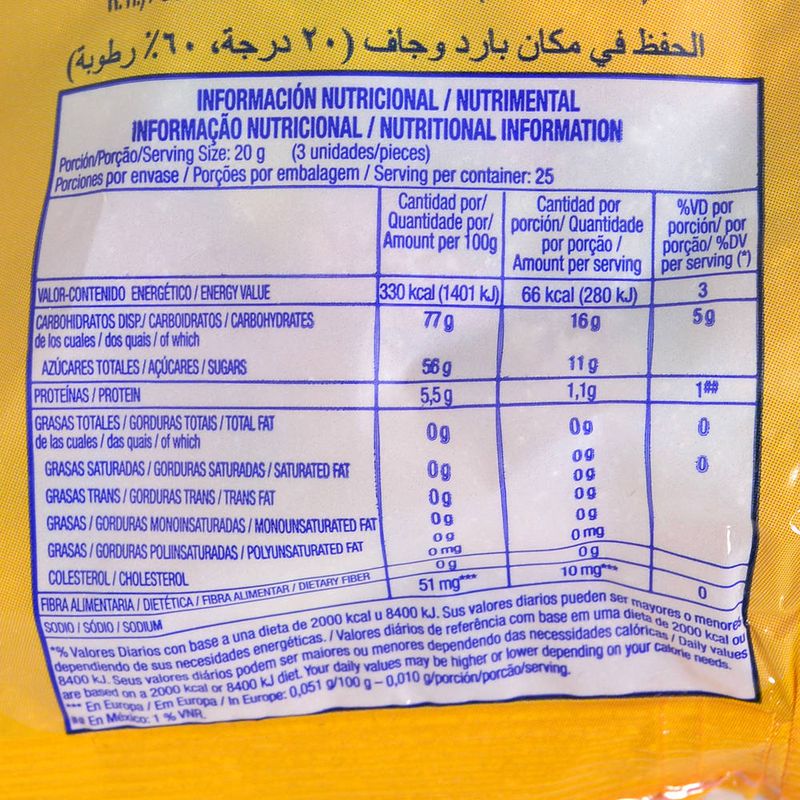 الحفظ في مكان بارد وجاف (٢٠ درجة، ٦٠٪ رطوبة)
INFORMACIÓN NUTRICIONAL / NUTRIMENTAL
INFORMAÇÃO NUTRICIONAL / NUTRITIONAL INFORMATION
Porción/Porção/Serving Size: 20 g (3 unidades/pieces)
Porciones por envase / Porções por embalagem / Serving per container: 25
Cantidad por/ Quantidade por/ Amount per 100g
Cantidad por porción/ Quantidade por porção / Amount per serving
%VD por porción/ por porção/ %DV per serving (*)
VALOR-CONTENIDO ENERGÉTICO / ENERGY VALUE 330 kcal (1401 kJ) 66 kcal (280 kJ) 3
CARBOHIDRATOS DISP./ CARBOIDRATOS / CARBOHYDRATES 77 g 16 g 5 g
de los cuales / dos quais / of which
AZÚCARES TOTALES / AÇÚCARES / SUGARS 56 g 11 g
PROTEÍNAS / PROTEIN 5,5 g 1,1g 1##
GRASAS TOTALES / GORDURAS TOTAIS / TOTAL FAT 0 g 0 g 0
de las cuales / das quais / of which
GRASAS SATURADAS / GORDURAS SATURADAS / SATURATED FAT 0 g 0 g 0
GRASAS TRANS / GORDURAS TRANS / TRANS FAT 0 g 0 g
GRASAS / GORDURAS MONOINSATURADAS / MONOUNSATURATED FAT 0 g 0 g
GRASAS / GORDURAS POLIINSATURADAS / POLYUNSATURATED FAT 0 g 0 g
COLESTEROL / CHOLESTEROL 0 mg 0 mg
FIBRA ALIMENTARIA / DIETÉTICA / FIBRA ALIMENTAR / DIETARY FIBER 0 g 0 g
SODIO / SÓDIO / SODIUM 51 mg*** 10 mg*** 0
*% Valores Diarios con base a una dieta de 2000 kcal u 8400 kJ. Sus valores diarios pueden ser mayores o menores
dependiendo de sus necesidades energéticas. / Valores diários de referência com base em uma dieta de 2000 kcal ou
8400 kJ. Seus valores diários podem ser maiores ou menores dependendo das necessidades calóricas / Daily values
are based on a 2000 kcal or 8400 kJ diet. Your daily values may be higher or lower depending on your calorie needs.
*** En Europa / Em Europa / In Europe: 0,051 g/100 g – 0,010 g/porción/porcão/serving.
## En México: 1 % VNR.